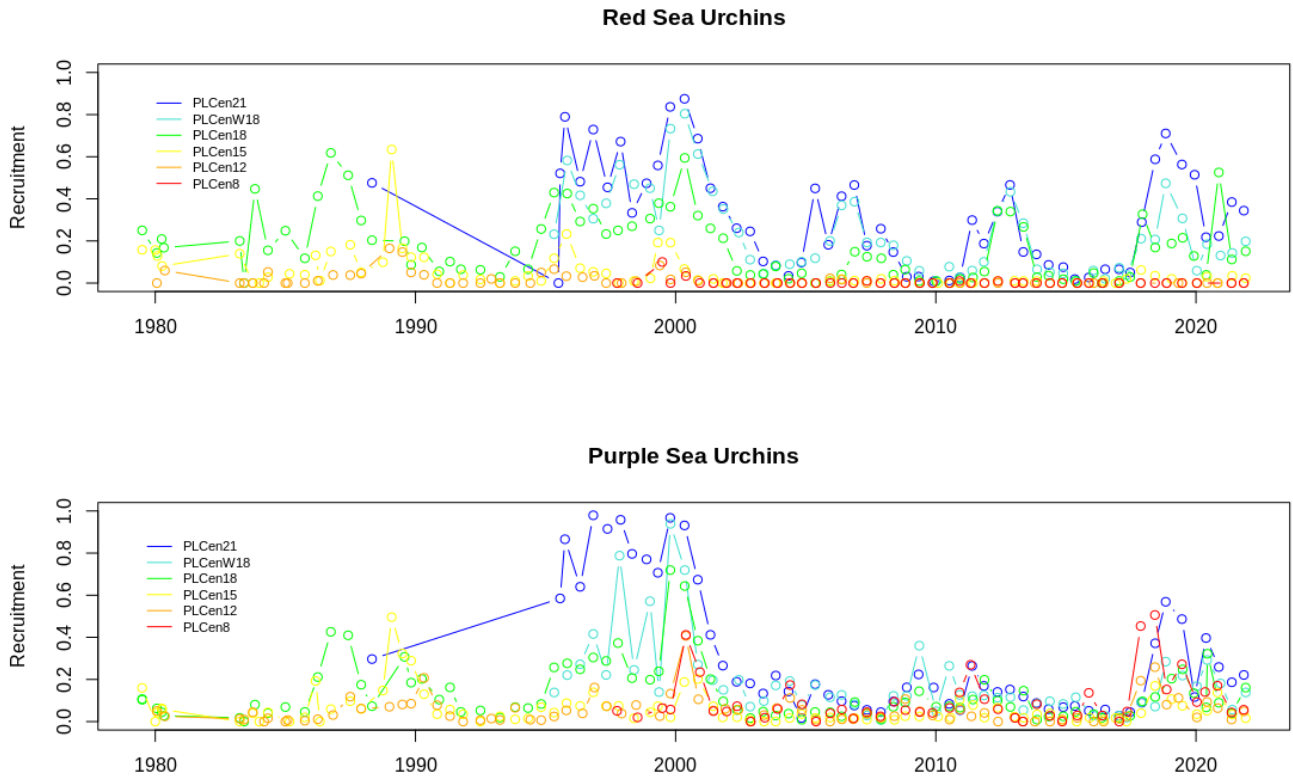 Red Sea Urchins
Recruitment
1.0
0.8
0.6
0.4
0.2
0.0
PLCen21
PLCenW18
PLCen18
PLCen15
PLCen12
PLCen8
1980 1990 2000 2010 2020
Purple Sea Urchins
Recruitment
1.0
0.8
0.6
0.4
0.2
0.0
PLCen21
PLCenW18
PLCen18
PLCen15
PLCen12
PLCen8
1980 1990 2000 2010 2020